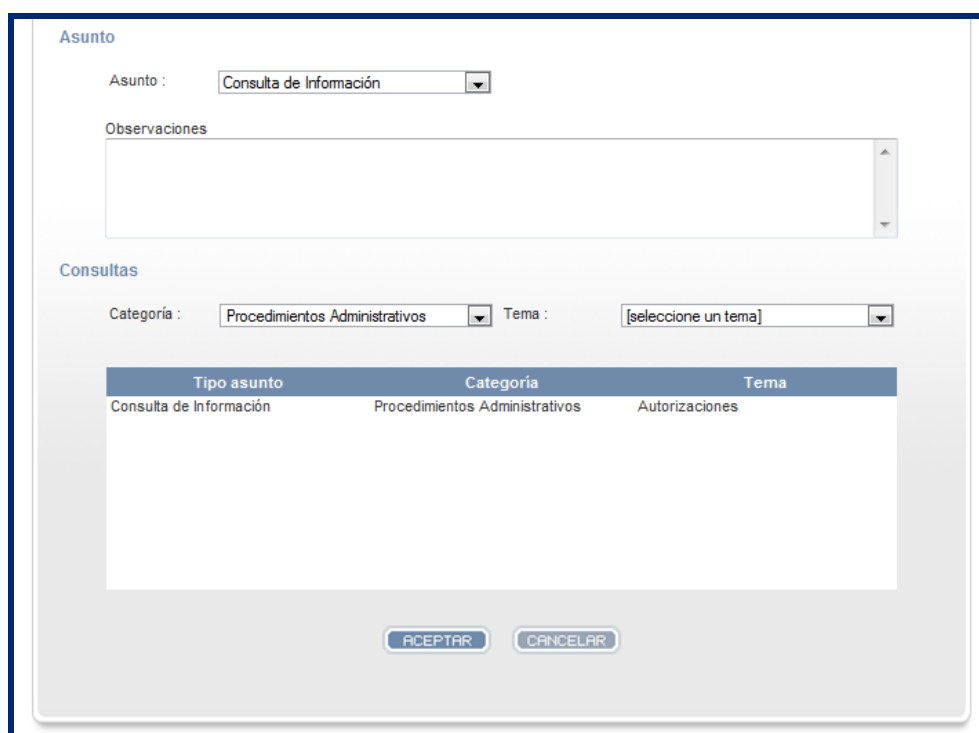 Asunto
Asunto : Consulta de Información
Observaciones
Consultas
Categoría : Procedimientos Administrativos Tema : [seleccione un tema]
Tipo asunto Categoría Tema
Consulta de Información Procedimientos Administrativos Autorizaciones
ACEPTAR CANCELAR